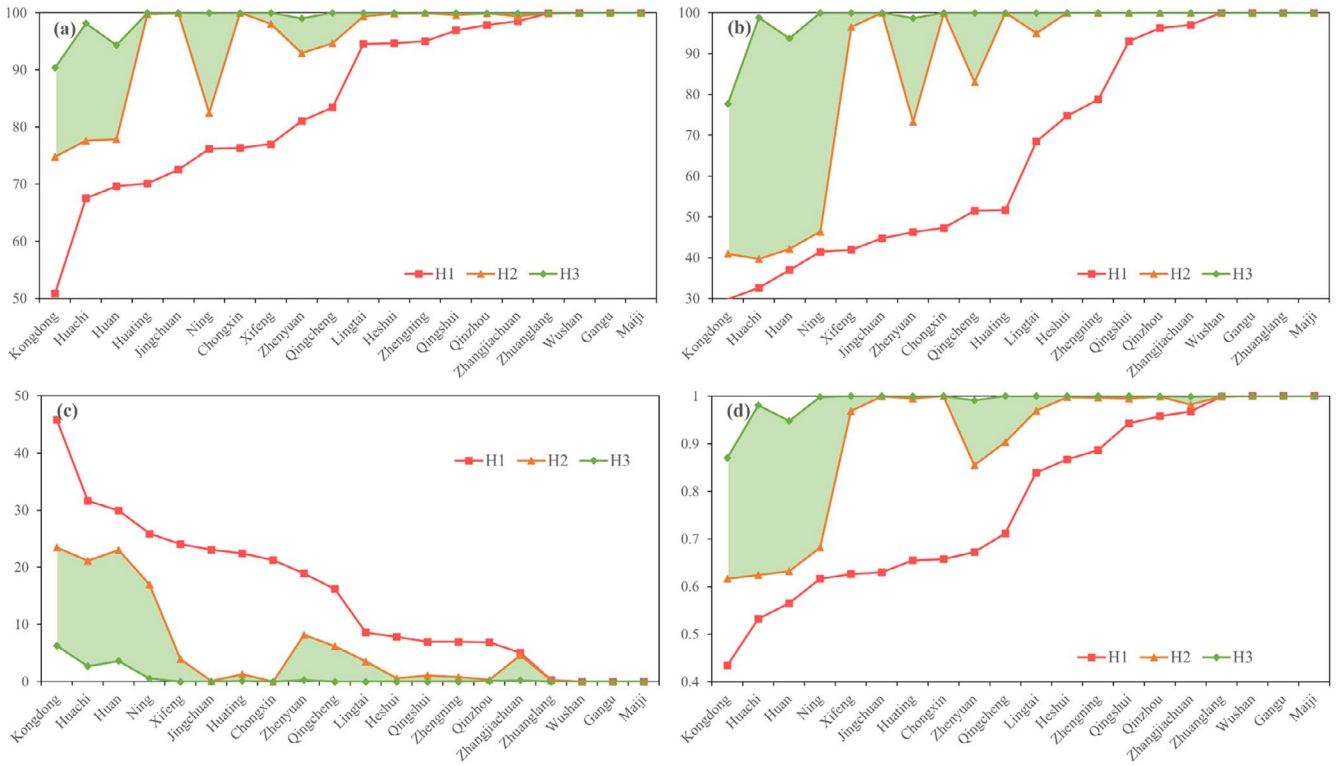 (a)
100
90
80
70
60
50
H1 H2 H3
Kongdong Huachi Huan Huating Jingchuan Ning Chongxin Xifeng Zhenyuan Qingcheng Lingtai Heshui Zhengning Qingshui Qinzhou Zhangjiachuan Zhuanglang Wushan Gangu Maiji
(b)
100
90
80
70
60
50
40
30
H1 H2 H3
Kongdong Huachi Huan Ning Xifeng Jingchuan Zhenyuan Chongxin Qingcheng Huating Lingtai Heshui Zhengning Qingshui Qinzhou Zhangjiachuan Wushan Gangu Zhuanglang Maiji
(c)
50
40
30
20
10
0
H1 H2 H3
Kongdong Huachi Huan Ning Xifeng Jingchuan Huating Chongxin Zhenyuan Qingcheng Lingtai Heshui Qingshui Zhengning Qinzhou Zhangjiachuan Zhuanglang Wushan Gangu Maiji
(d)
1
0.9
0.8
0.7
0.6
0.5
0.4
H1 H2 H3
Kongdong Huachi Huan Ning Xifeng Jingchuan Huating Chongxin Zhenyuan Qingcheng Lingtai Heshui Zhengning Qingshui Qinzhou Zhangjiachuan Zhuanglang Wushan Gangu Maiji